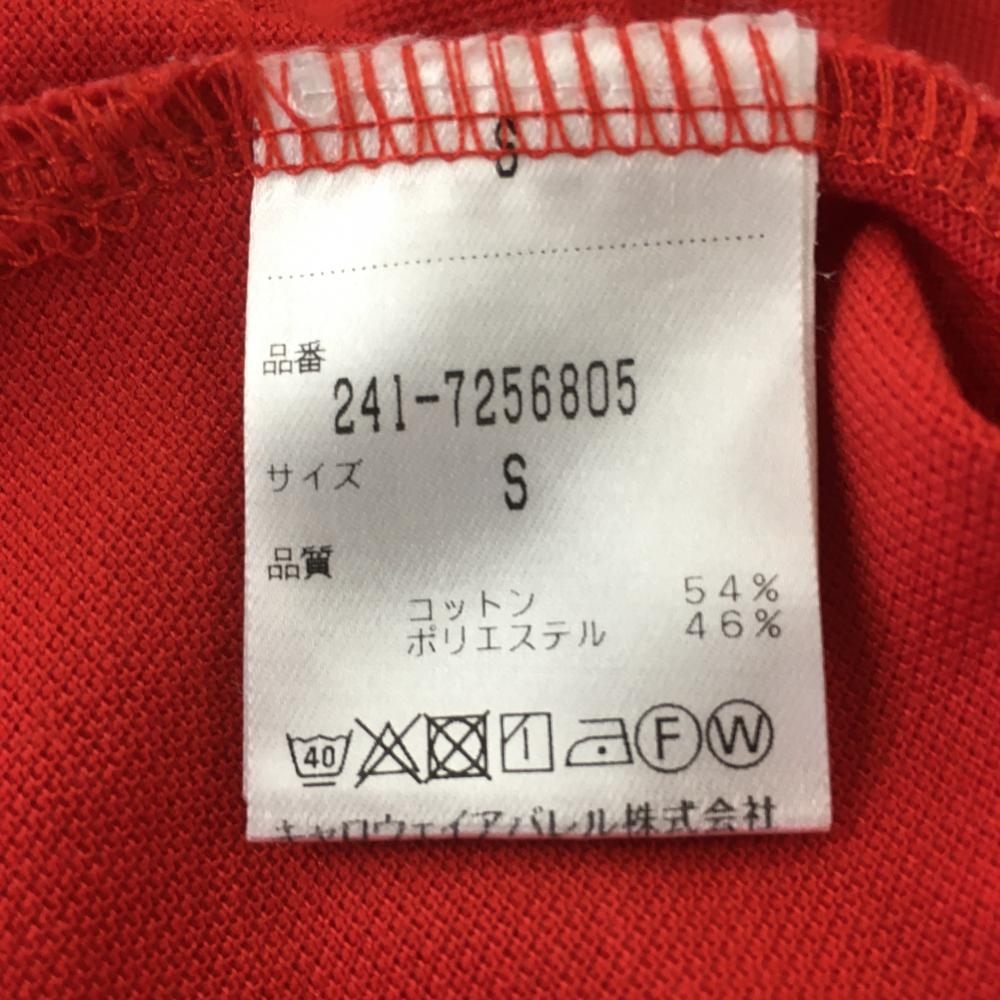 S
品番
241-7256805
サイズ S
品質
コットン 54%
ポリエステル 46%
40 F W
キャロウェイアパレル株式会社